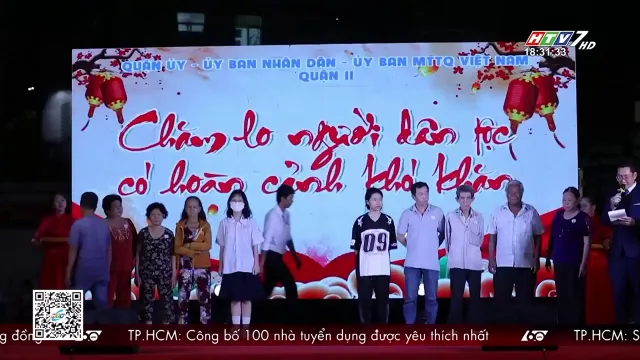 HTV7 HD
18:31:33
QUẬN ỦY - ỦY BAN NHÂN DÂN - ỦY BAN MTTQ VIỆT NAM
QUẬN 11
Chăm lo người dân tộc
có hoàn cảnh khó khăn
09
g đồng
TP.HCM: Công bố 100 nhà tuyển dụng được yêu thích nhất
TP.HCM: S